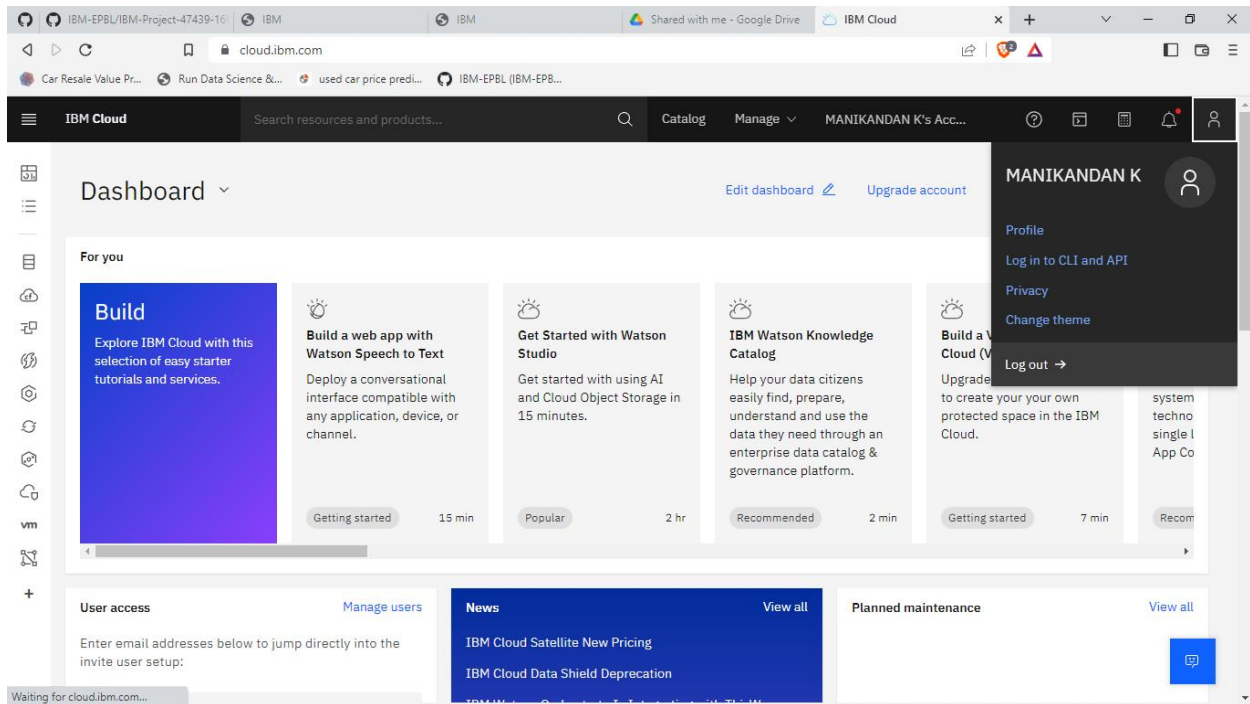 IBM-EPBL/IBM-Project-47439-16
IBM
IBM
Shared with me - Google Drive
IBM Cloud
cloud.ibm.com
2
Car Resale Value Pr...
Run Data Science &...
used car price predi...
IBM-EPBL (IBM-EPB...
IBM Cloud
Search resources and products...
Catalog
Manage
MANIKANDAN K's Acc...
Dashboard
Edit dashboard
Upgrade account
MANIKANDAN K
Profile
Log in to CLI and API
Privacy
Change theme
Log out →
For you
Build
Explore IBM Cloud with this
selection of easy starter
tutorials and services.
Build a web app with
Watson Speech to Text
Deploy a conversational
interface compatible with
any application, device, or
channel.
Getting started
15 min
Get Started with Watson
Studio
Get started with using AI
and Cloud Object Storage in
15 minutes.
Popular
2 hr
IBM Watson Knowledge
Catalog
Help your data citizens
easily find, prepare,
understand and use the
data they need through an
enterprise data catalog &
governance platform.
Recommended
2 min
Build a V
Cloud (V
Upgrade
to create your your own
protected space in the IBM
Cloud.
Getting started
7 min
system
techno
single l
App Co
Recom
vm
User access
Manage users
Enter email addresses below to jump directly into the
invite user setup:
News
View all
IBM Cloud Satellite New Pricing
IBM Cloud Data Shield Deprecation
Planned maintenance
View all
Waiting for cloud.ibm.com...